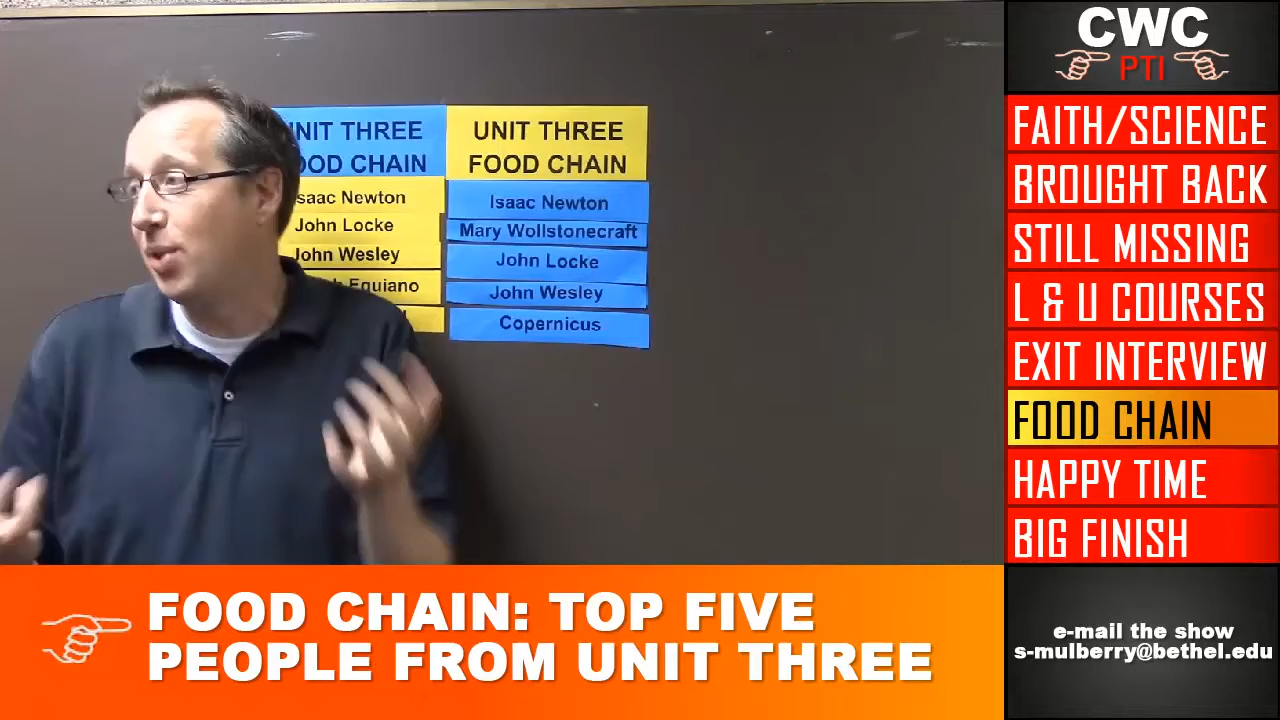 UNIT THREE
FOOD CHAIN
Isaac Newton
John Locke
John Wesley
Equiano
UNIT THREE
FOOD CHAIN
Isaac Newton
Mary Wollstonecraft
John Locke
John Wesley
Copernicus
CWC
PTI
FAITH/SCIENCE
BROUGHT BACK
STILL MISSING
L & U COURSES
EXIT INTERVIEW
FOOD CHAIN
HAPPY TIME
BIG FINISH
e-mail the show
s-mulberry@bethel.edu
FOOD CHAIN: TOP FIVE
PEOPLE FROM UNIT THREE